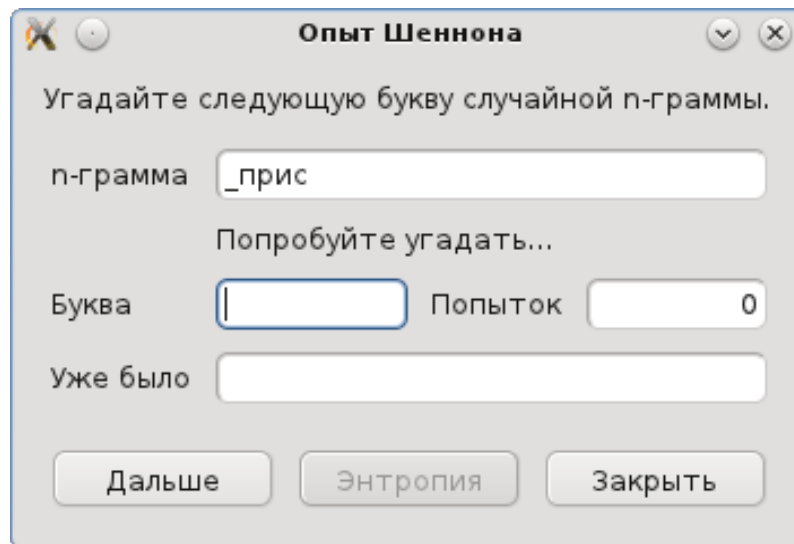 Опыт Шеннона
Угадайте следующую букву случайной n-граммы.
n-грамма _прис
Попробуйте угадать...
Буква Попыток 0
Уже было
Дальше Энтропия Закрыть